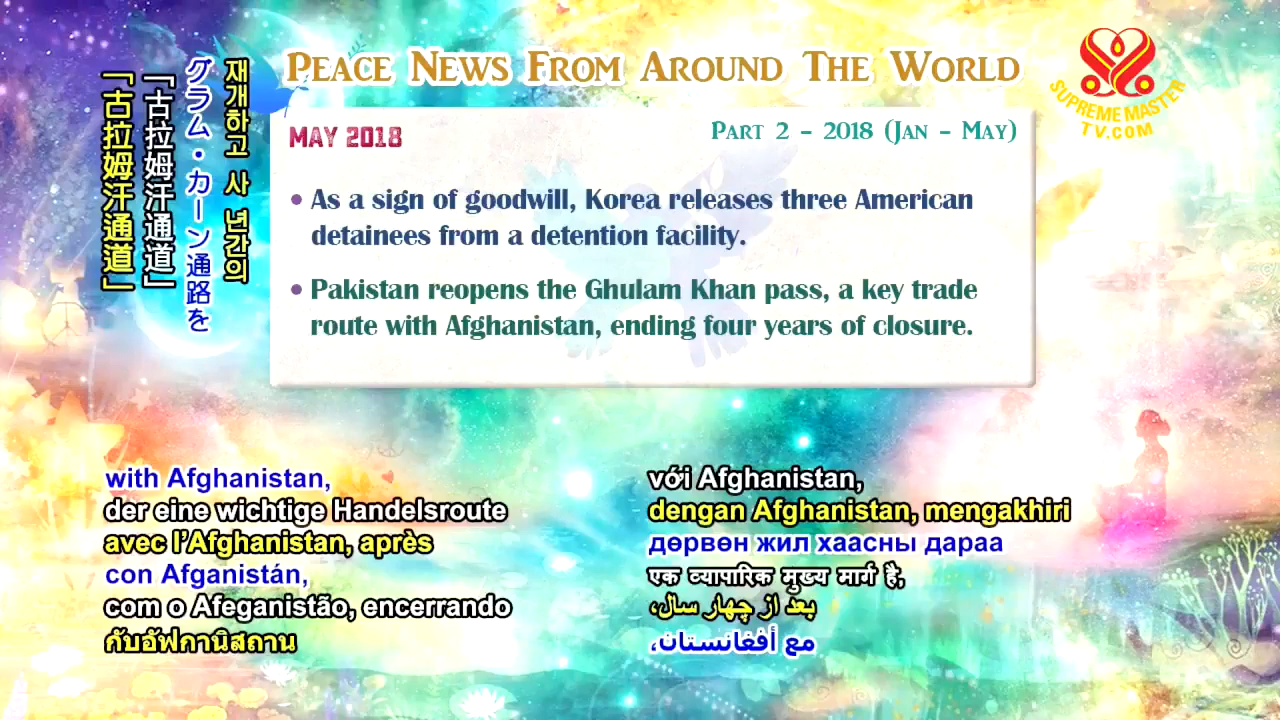 PEACE NEWS FROM AROUND THE WORLD
SUPREME MASTER
TV.COM
MAY 2018
PART 2 – 2018 (JAN – MAY)
• As a sign of goodwill, Korea releases three American
detainees from a detention facility.
• Pakistan reopens the Ghulam Khan pass, a key trade
route with Afghanistan, ending four years of closure.
재개하고 사 년간의
グラム・カーン通路を
「古拉姆汗通道」
「古拉姆汗通道」
with Afghanistan,
der eine wichtige Handelsroute
avec l’Afghanistan, après
con Afganistán,
com o Afeganistão, encerrando
กับอัฟกานิสถาน
với Afghanistan,
dengan Afghanistan, mengakhiri
дөрвөн жил хаасны дараа
एक व्यापारिक मुख्य मार्ग है,
بعد از چهار سال،
مع أفغانستان،